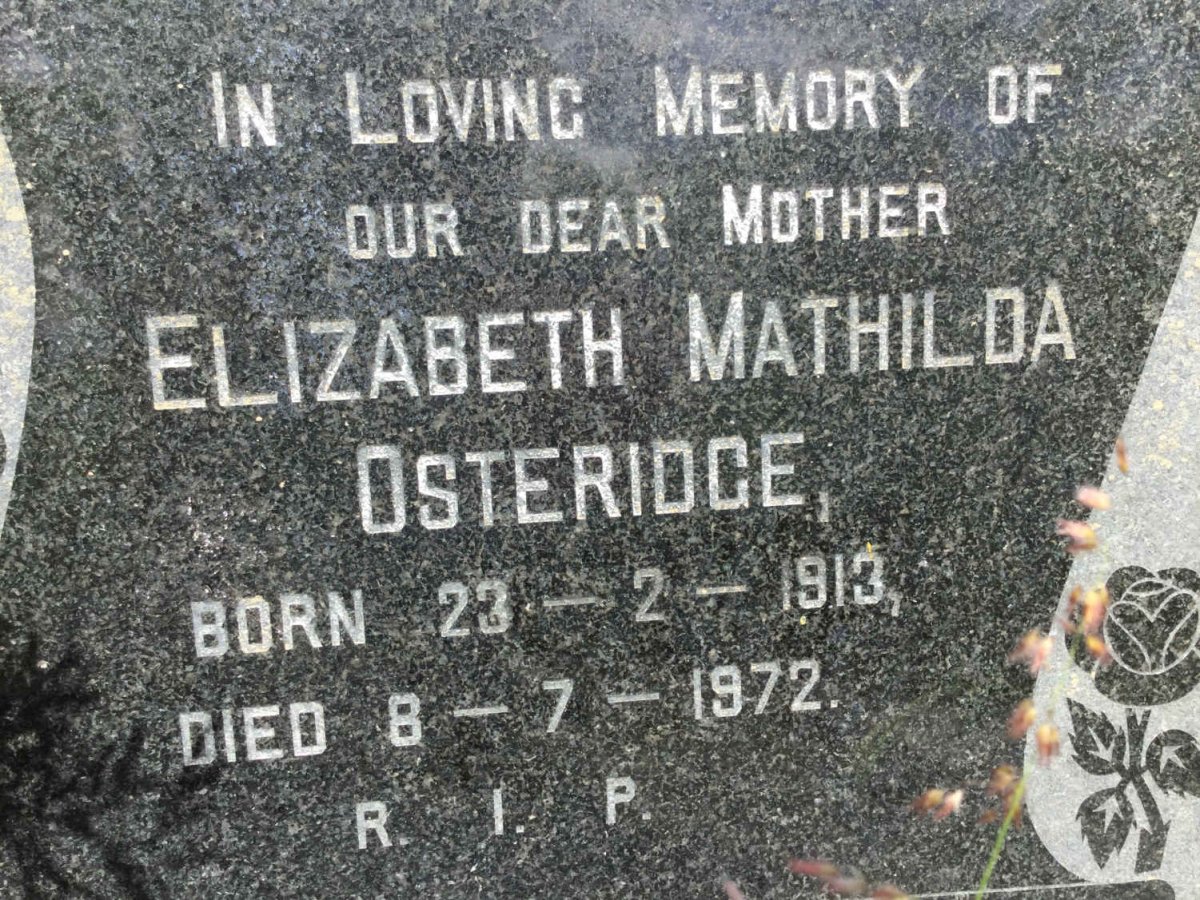 In Loving Memory of
our dear Mother
Elizabeth Mathilda
Osteridge,
born 23 – 2 – 1913,
died 8 – 7 – 1972.
R. I. P.